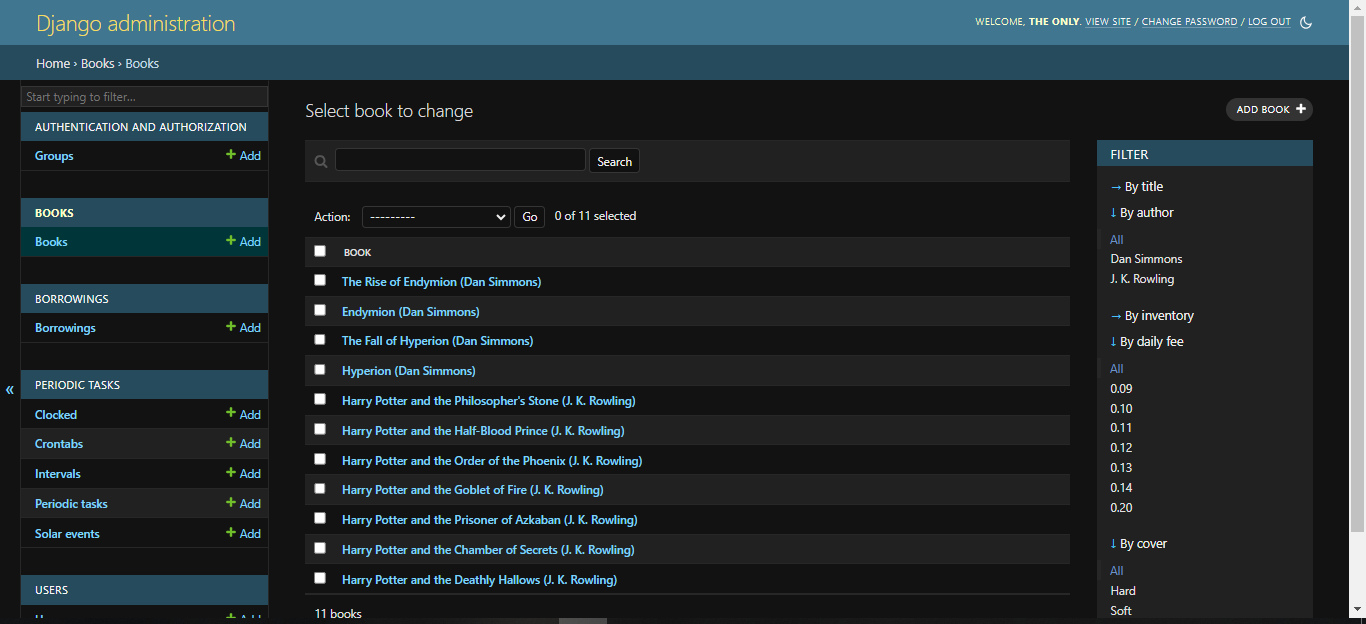 Django administration
WELCOME, THE ONLY. VIEW SITE / CHANGE PASSWORD / LOG OUT
Home › Books › Books
Start typing to filter...
AUTHENTICATION AND AUTHORIZATION
Groups + Add
BOOKS
Books + Add
BORROWINGS
Borrowings + Add
PERIODIC TASKS
Clocked + Add
Crontabs + Add
Intervals + Add
Periodic tasks + Add
Solar events + Add
USERS
«
Select book to change
ADD BOOK +
Search
Action: --------- Go 0 of 11 selected
BOOK
The Rise of Endymion (Dan Simmons)
Endymion (Dan Simmons)
The Fall of Hyperion (Dan Simmons)
Hyperion (Dan Simmons)
Harry Potter and the Philosopher's Stone (J. K. Rowling)
Harry Potter and the Half-Blood Prince (J. K. Rowling)
Harry Potter and the Order of the Phoenix (J. K. Rowling)
Harry Potter and the Goblet of Fire (J. K. Rowling)
Harry Potter and the Prisoner of Azkaban (J. K. Rowling)
Harry Potter and the Chamber of Secrets (J. K. Rowling)
Harry Potter and the Deathly Hallows (J. K. Rowling)
11 books
FILTER
→ By title
↓ By author
All
Dan Simmons
J. K. Rowling
→ By inventory
↓ By daily fee
All
0.09
0.10
0.11
0.12
0.13
0.14
0.20
↓ By cover
All
Hard
Soft